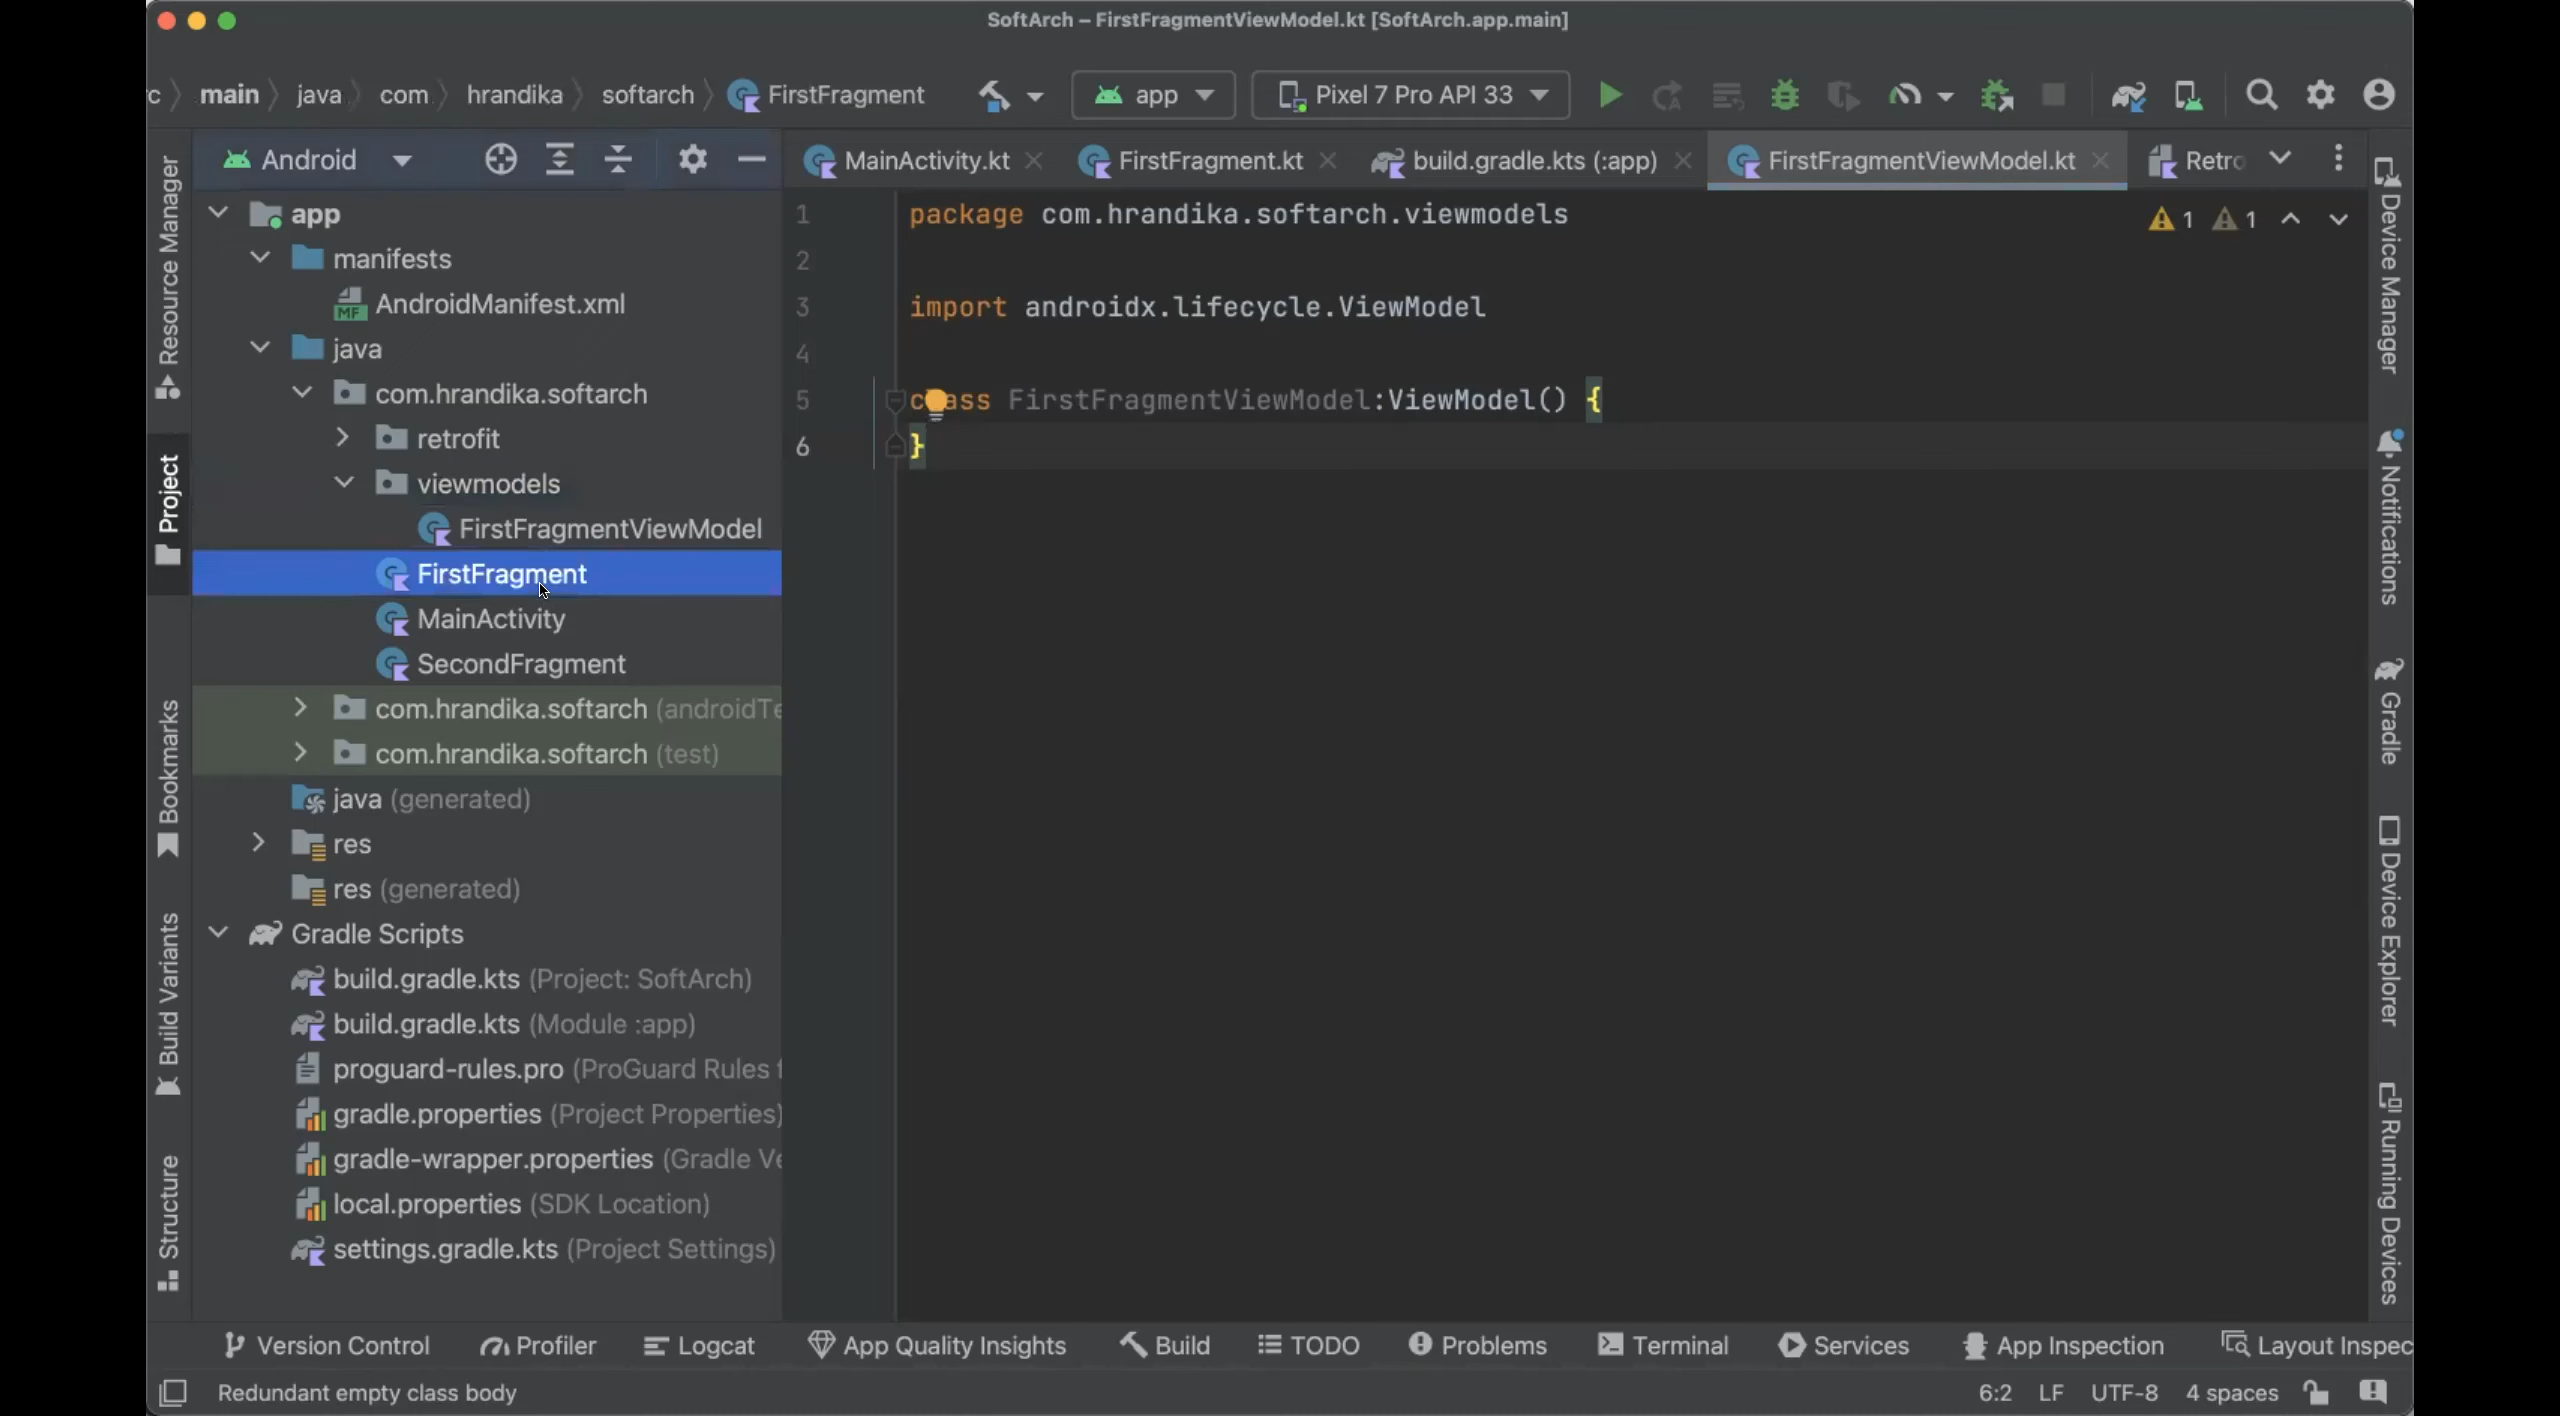 SoftArch – FirstFragmentViewModel.kt [SoftArch.app.main]
main java com hrandika softarch FirstFragment app Pixel 7 Pro API 33
Android
MainActivity.kt FirstFragment.kt build.gradle.kts (:app) FirstFragmentViewModel.kt Retro
Resource Manager
Project
Bookmarks
Build Variants
Structure
app
manifests
AndroidManifest.xml
MF
java
com.hrandika.softarch
retrofit
viewmodels
FirstFragmentViewModel
FirstFragment
MainActivity
SecondFragment
com.hrandika.softarch (androidTe
com.hrandika.softarch (test)
java (generated)
res
res (generated)
Gradle Scripts
build.gradle.kts (Project: SoftArch)
build.gradle.kts (Module :app)
proguard-rules.pro (ProGuard Rules f
gradle.properties (Project Properties)
gradle-wrapper.properties (Gradle Ve
local.properties (SDK Location)
settings.gradle.kts (Project Settings)
1 package com.hrandika.softarch.viewmodels
2
3 import androidx.lifecycle.ViewModel
4
5 class FirstFragmentViewModel:ViewModel() {
6 }
1 1
Device Manager
Notifications
Gradle
Device Explorer
Running Devices
Version Control Profiler Logcat App Quality Insights Build TODO Problems Terminal Services App Inspection Layout Inspec
Redundant empty class body 6:2 LF UTF-8 4 spaces